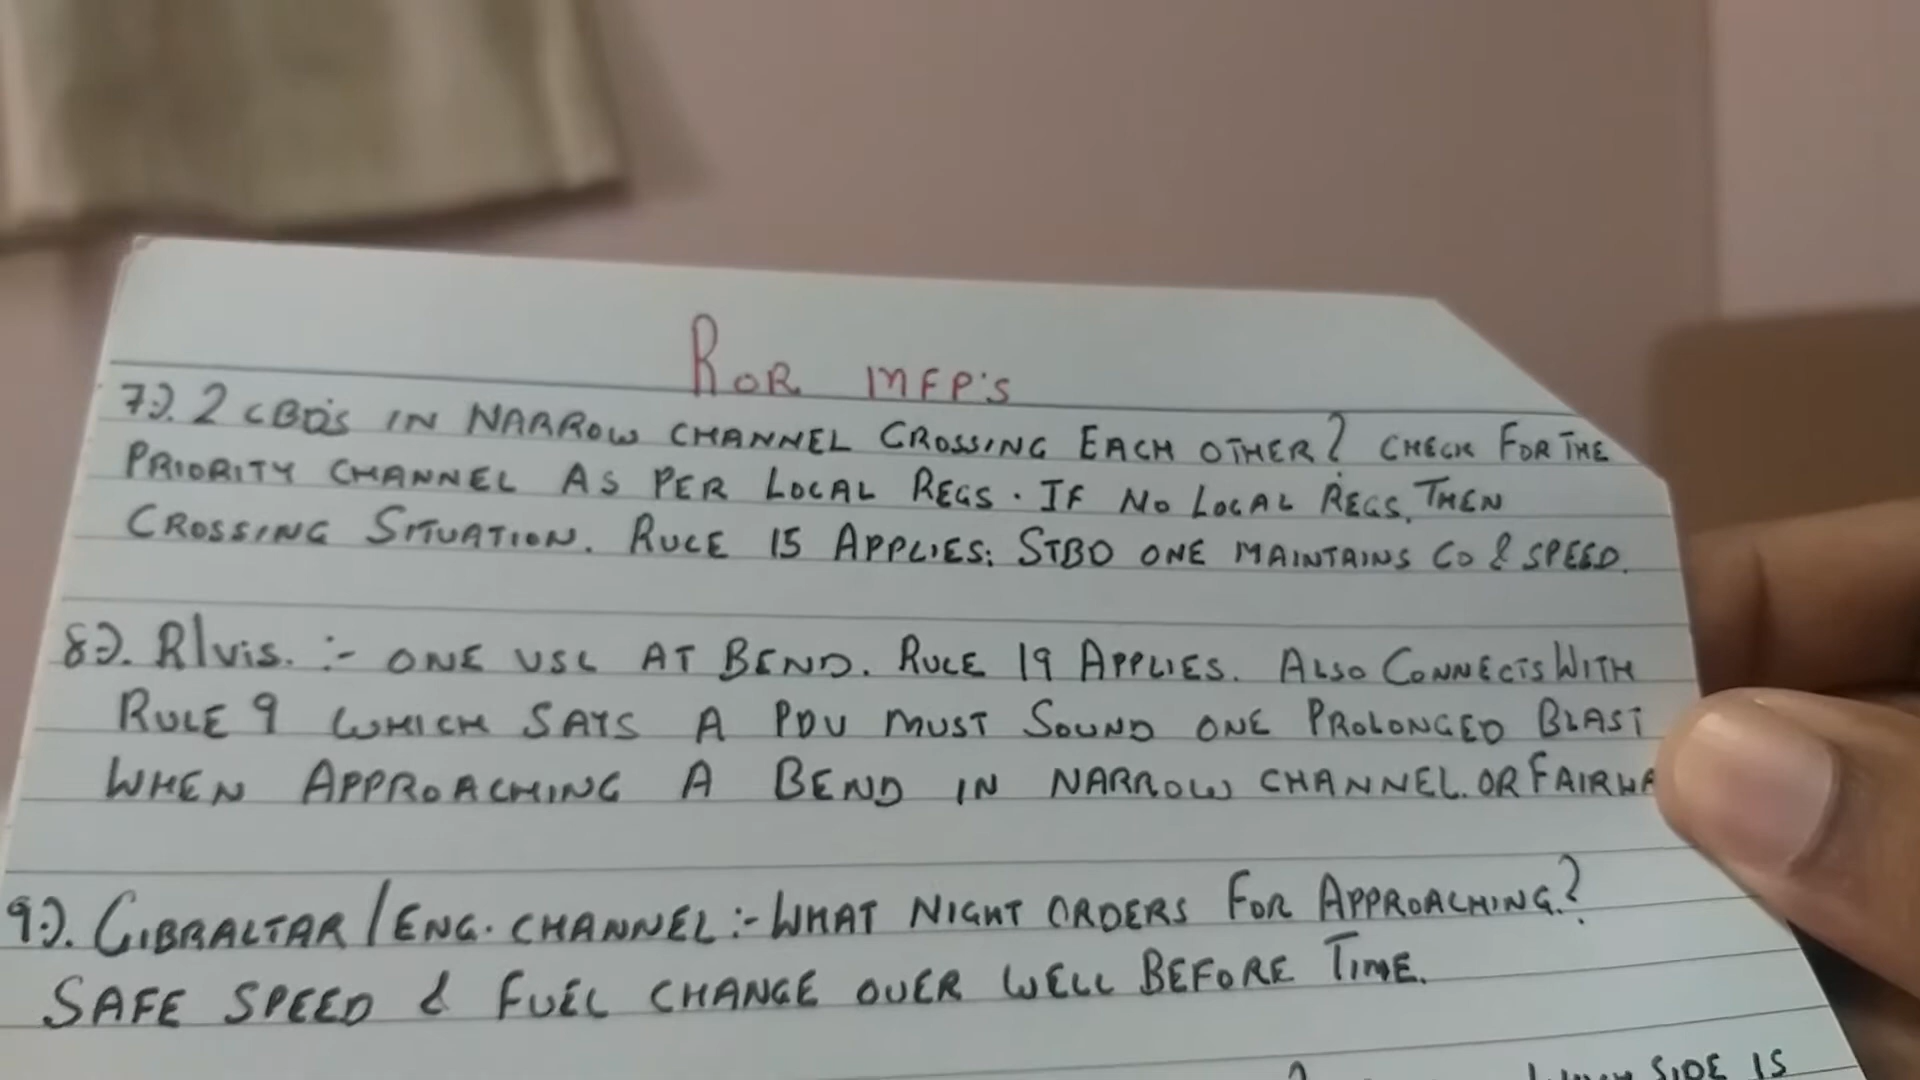 ROR MFP'S
7:). 2 CBD'S IN NARROW CHANNEL CROSSING EACH OTHER? CHECK FOR THE
PRIORITY CHANNEL AS PER LOCAL REGS. IF NO LOCAL REGS, THEN
CROSSING SITUATION. RULE 15 APPLIES: STBD ONE MAINTAINS CO & SPEED.
8:). R/VIS. :- ONE VSL AT BEND. RULE 19 APPLIES. ALSO CONNECTS WITH
RULE 9 WHICH SAYS A PDV MUST SOUND ONE PROLONGED BLAST
WHEN APPROACHING A BEND IN NARROW CHANNEL. OR FAIRWA
9:). GIBRALTAR/ENG. CHANNEL:- WHAT NIGHT ORDERS FOR APPROACHING?
SAFE SPEED & FUEL CHANGE OVER WELL BEFORE TIME.
SIDE IS